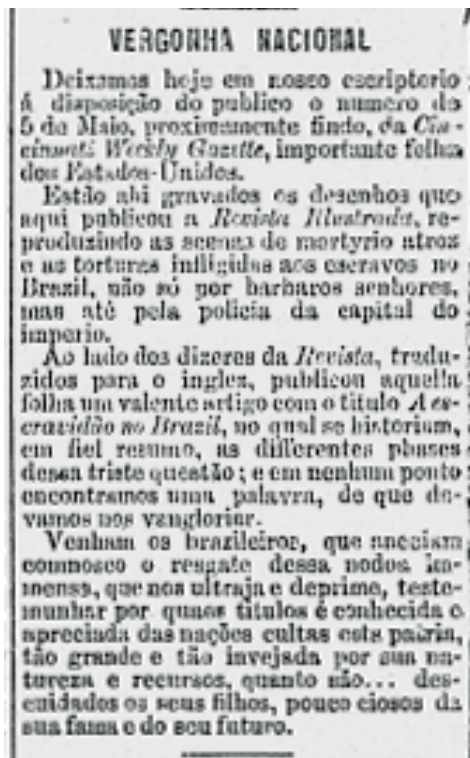 VERGONHA NACIONAL
Deixamos hoje em nosso escriptorio
á disposição do publico o numero de
5 de Maio, proximamente findo, da Cin-
cinnati Weekly Gazette, importante folha
dos Estados-Unidos.
Estão ahi gravados os desenhos que
aqui publicou a Revista Illustrada, re-
produzindo as scenas de martyrio atroz
e as torturas infligidas aos escravos no
Brazil, não só por barbaros senhores,
mas até pela policia da capital do
imperio.
Ao lado dos dizeres da Revista, tradu-
zidos para o inglez, publicou aquella
folha um valente artigo com o titulo A es-
cravidão no Brazil, no qual se historiam,
em fiel resumo, as differentes phases
dessa triste questão; e em nenhum ponto
encontramos uma palavra, de que de-
vamos nos vangloriar.
Venham os brazileiros, que anceiam
comnosco o resgate dessa nodoa im-
mensa, que nos ultraja e deprime, teste-
munhar por quaes titulos é conhecida e
apreciada das nações cultas esta patria,
tão grande e tão invejada por sua na-
tureza e recursos, quanto não... des-
cuidados os seus filhos, pouco ciosos da
sua fama e do seu futuro.